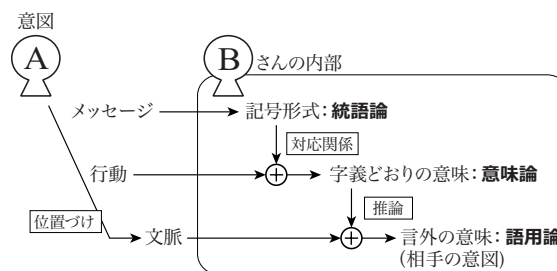 意図
A
B
さんの内部
メッセージ
記号形式：統語論
対応関係
行動
字義どおりの意味：意味論
位置づけ
推論
文脈
言外の意味：語用論
(相手の意図)